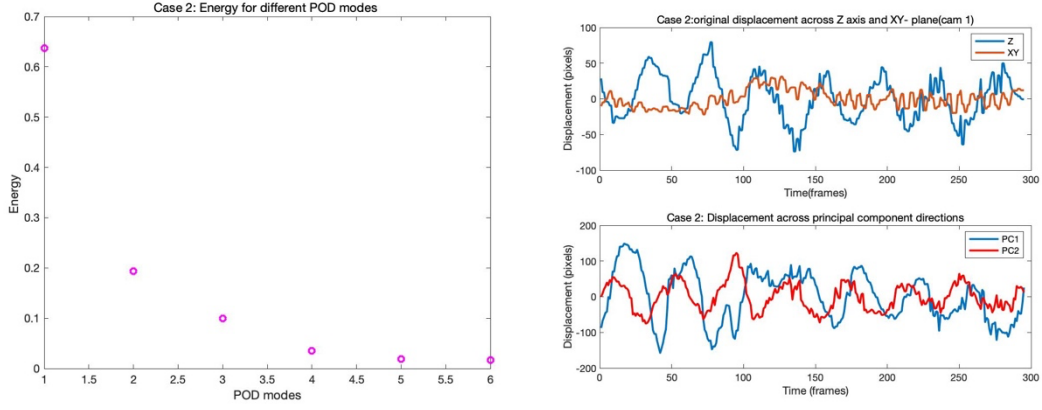 Case 2: Energy for different POD modes
0.7
0.6
0.5
0.4
0.3
0.2
0.1
0
Energy
1 1.5 2 2.5 3 3.5 4 4.5 5 5.5 6
POD modes
Case 2:original displacement across Z axis and XY- plane(cam 1)
Z
XY
100
50
0
-50
-100
Displacement (pixels)
0 50 100 150 200 250 300
Time(frames)
Case 2: Displacement across principal component directions
PC1
PC2
200
100
0
-100
-200
Displacement (pixels)
0 50 100 150 200 250 300
Time (frames)